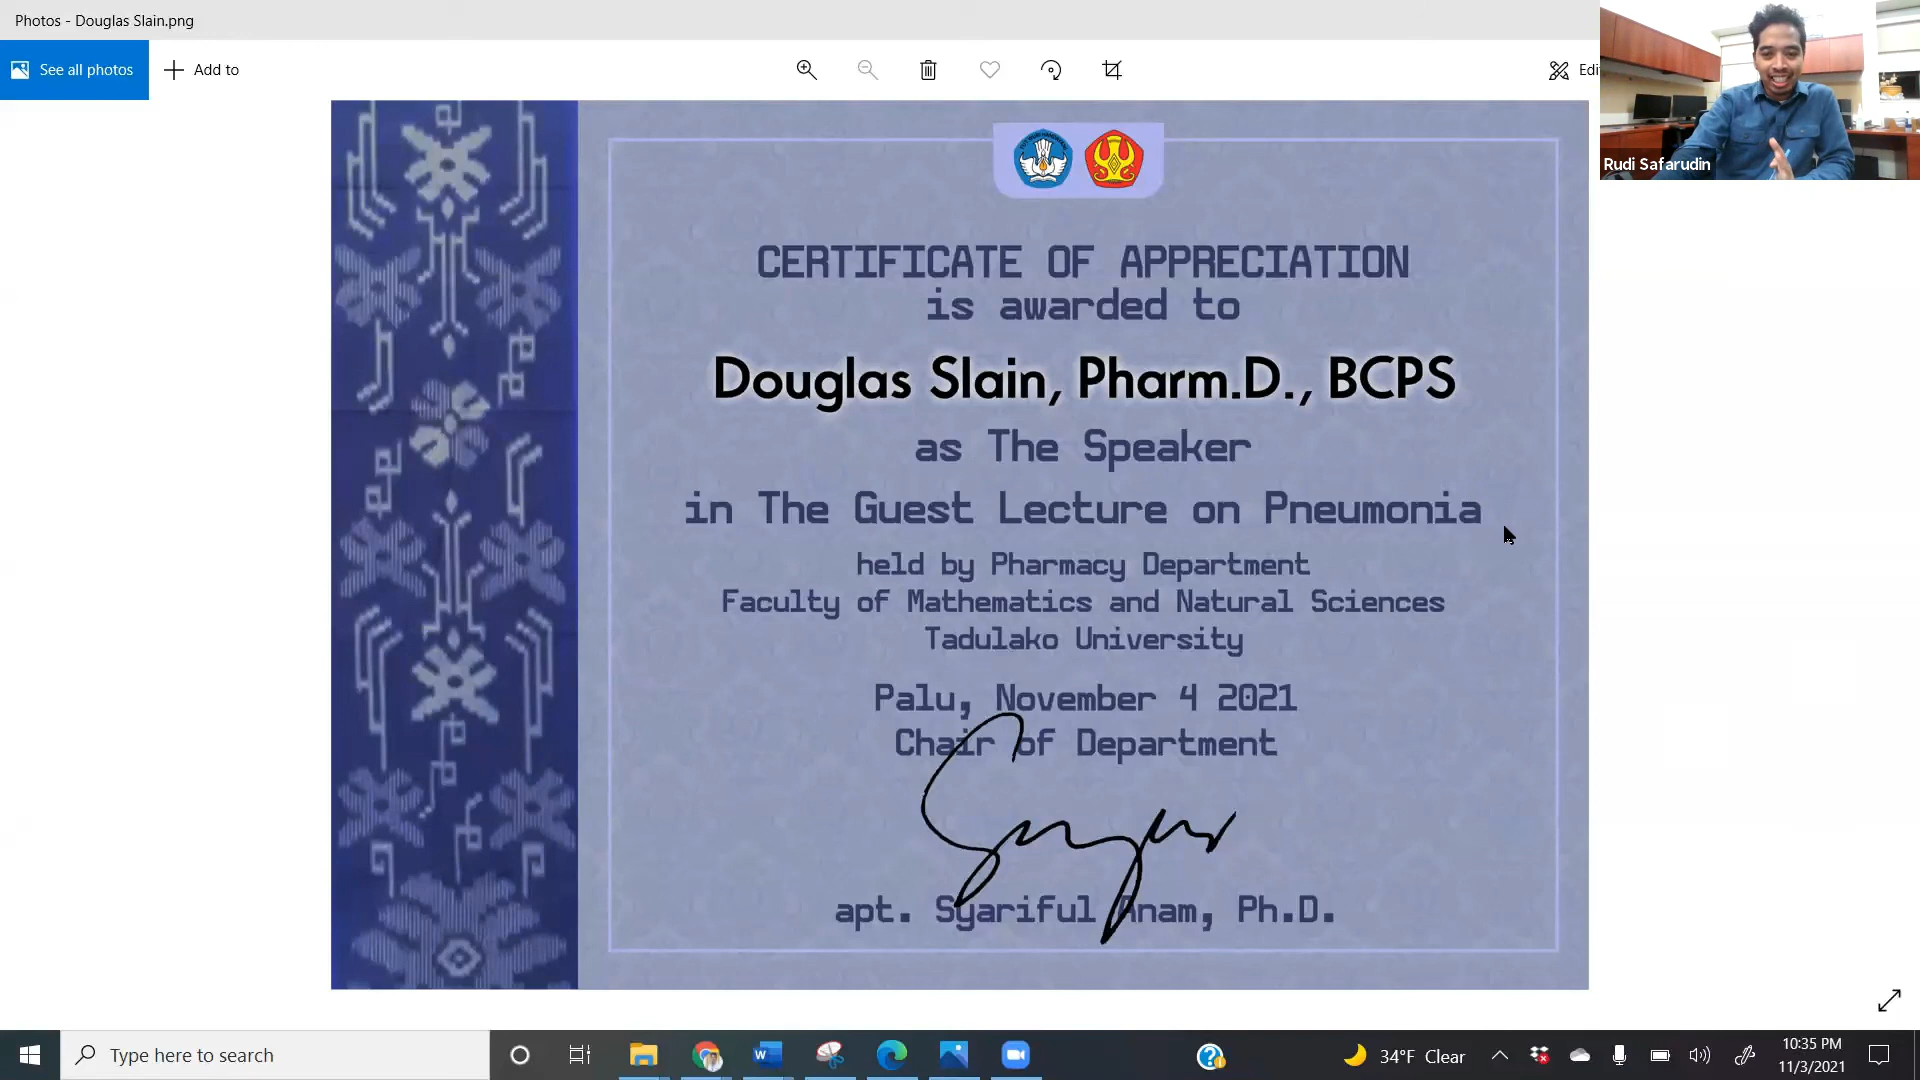 Photos - Douglas Slain.png
See all photos
Add to
Rudi Safarudin
CERTIFICATE OF APPRECIATION
is awarded to
Douglas Slain, Pharm.D., BCPS
as The Speaker
in The Guest Lecture on Pneumonia
held by Pharmacy Department
Faculty of Mathematics and Natural Sciences
Tadulako University
Palu, November 4 2021
Chair of Department
apt. Syariful Anam, Ph.D.
Type here to search
34°F Clear
10:35 PM
11/3/2021